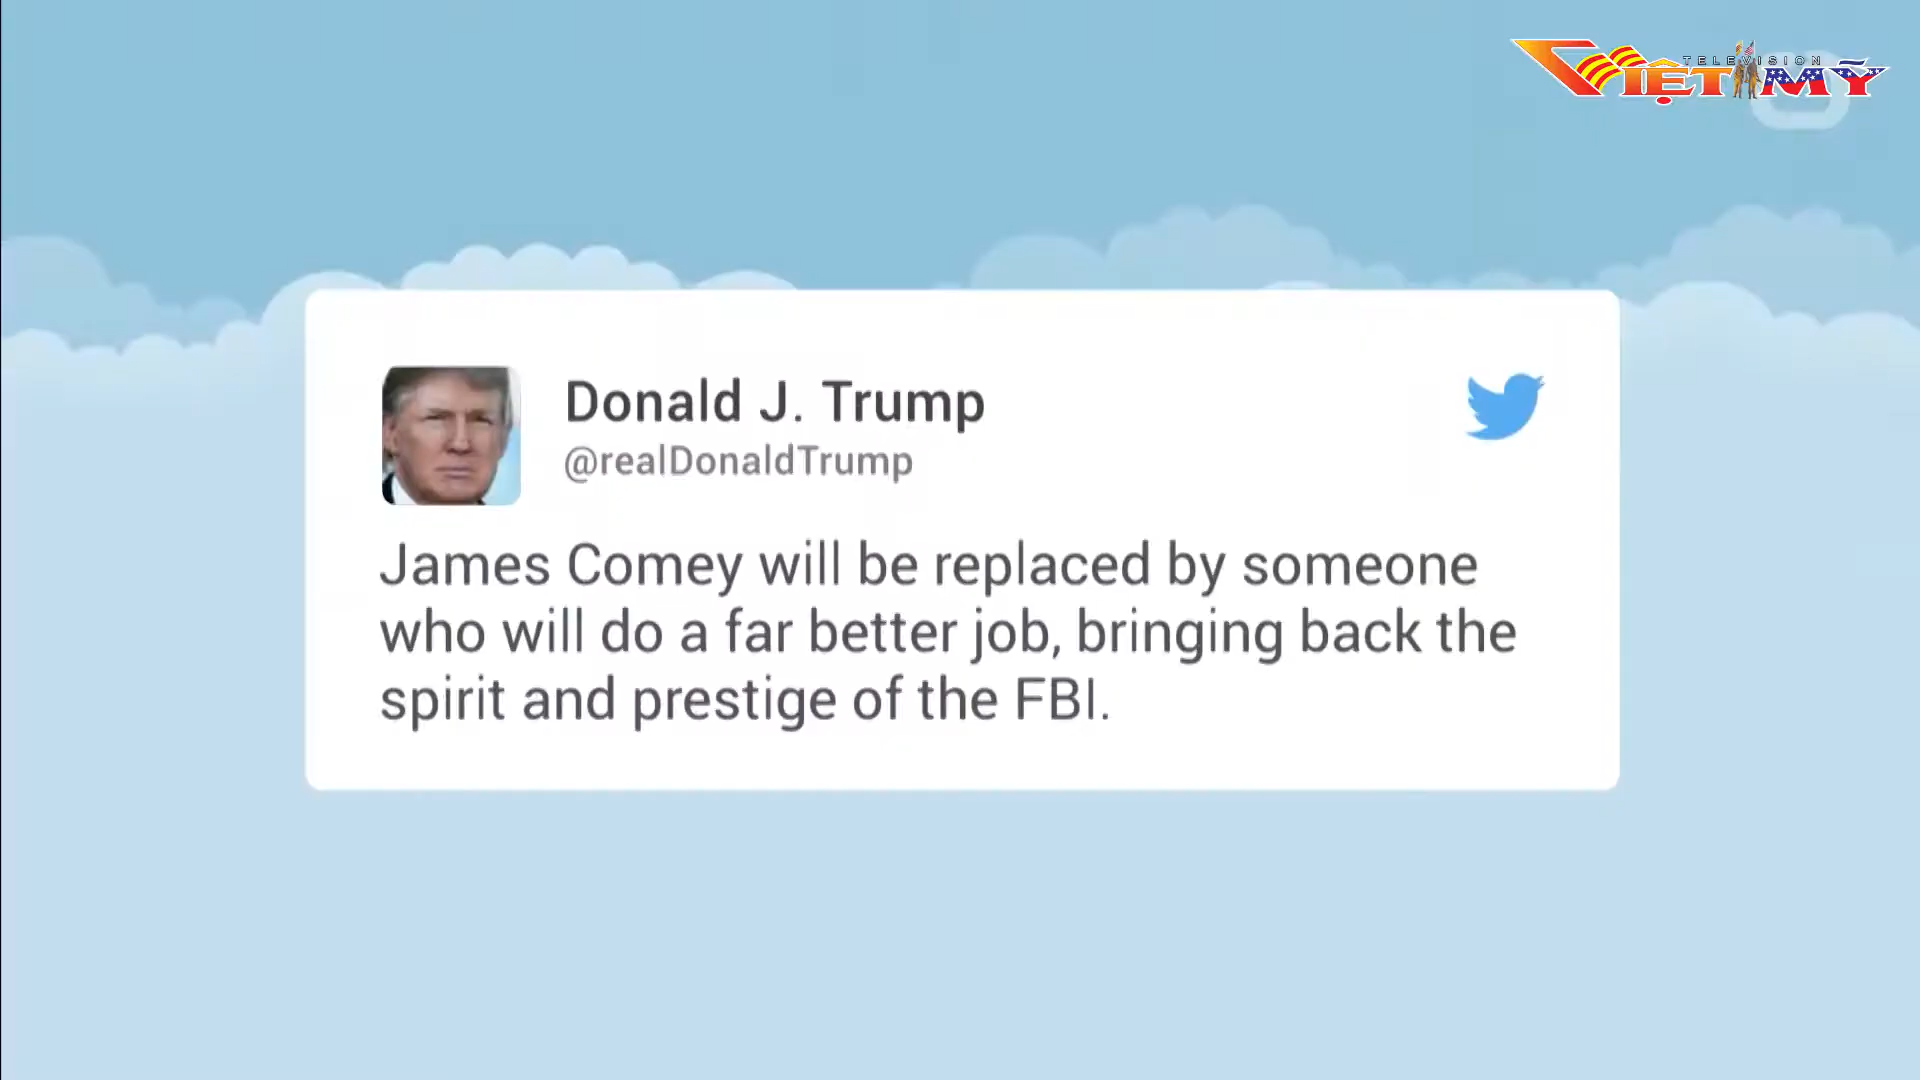 TELEVISION
VIỆT MỸ
Donald J. Trump
@realDonaldTrump
James Comey will be replaced by someone
who will do a far better job, bringing back the
spirit and prestige of the FBI.